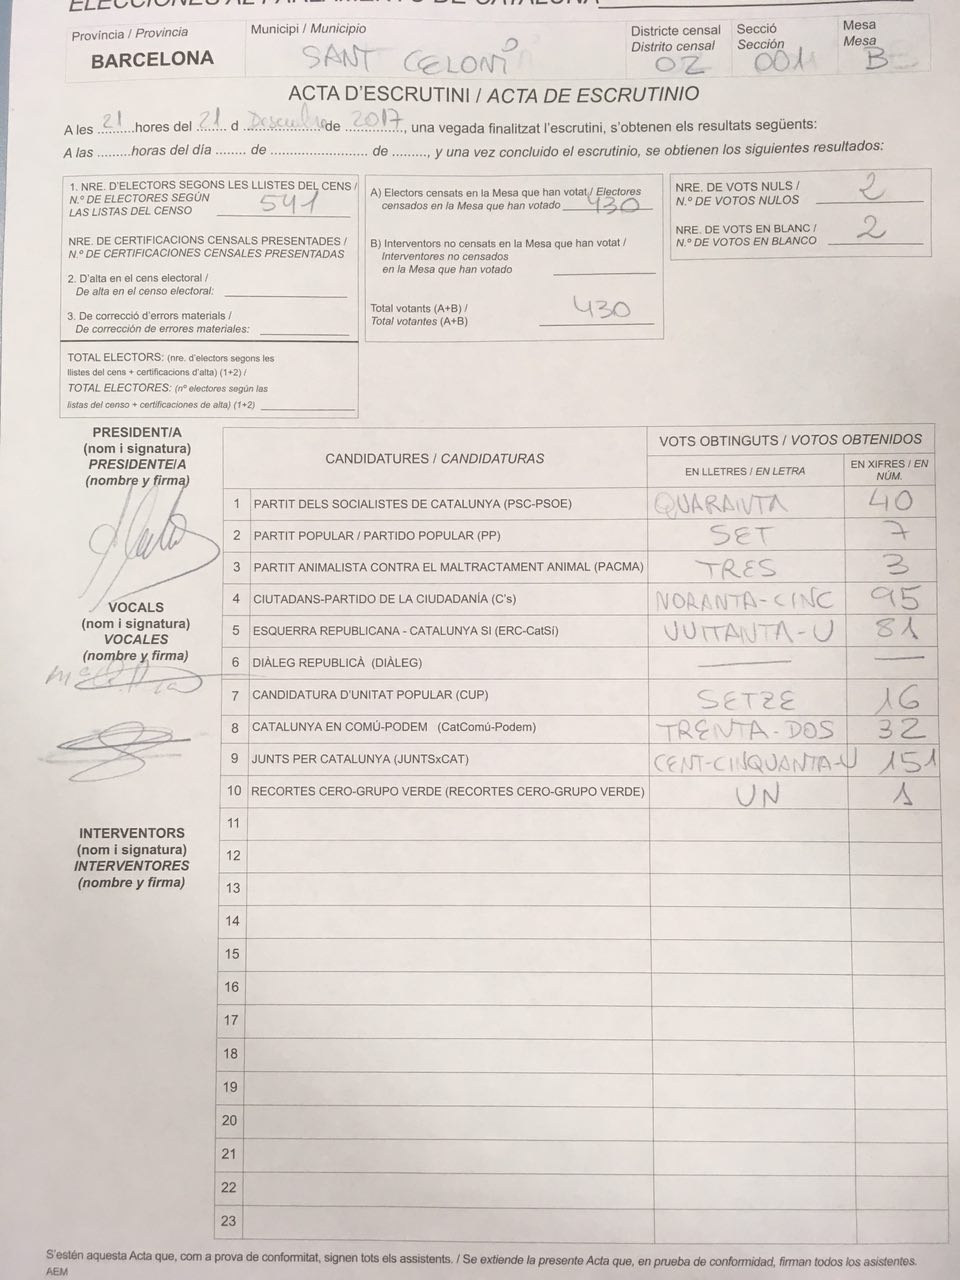 ELECCIONES AL PARLAMENTO DE CATALUÑA
Província / Provincia
BARCELONA
Municipi / Municipio
SANT CELONI
Districte censal
Distrito censal
02
Secció
Sección
001
Mesa
Mesa
B
ACTA D'ESCRUTINI / ACTA DE ESCRUTINIO
A les 21 hores del 21 d Desembre de 2017, una vegada finalitzat l'escrutini, s'obtenen els resultats següents:
A las .........horas del día ....... de ....................... de ........, y una vez concluido el escrutinio, se obtienen los siguientes resultados:
1. NRE. D'ELECTORS SEGONS LES LLISTES DEL CENS /
N.º DE ELECTORES SEGÚN
LAS LISTAS DEL CENSO 541
NRE. DE CERTIFICACIONS CENSALS PRESENTADES /
N.º DE CERTIFICACIONES CENSALES PRESENTADAS
2. D'alta en el cens electoral /
De alta en el censo electoral:
3. De correcció d'errors materials /
De corrección de errores materiales:
TOTAL ELECTORS: (nre. d'electors segons les
llistes del cens + certificacions d'alta) (1+2) /
TOTAL ELECTORES: (nº electores según las
listas del censo + certificaciones de alta) (1+2)
A) Electors censats en la Mesa que han votat / Electores
censados en la Mesa que han votado 430
B) Interventors no censats en la Mesa que han votat /
Interventores no censados
en la Mesa que han votado
Total votants (A+B) /
Total votantes (A+B) 430
NRE. DE VOTS NULS /
N.º DE VOTOS NULOS 2
NRE. DE VOTS EN BLANC /
N.º DE VOTOS EN BLANCO 2
PRESIDENT/A
(nom i signatura)
PRESIDENTE/A
(nombre y firma)
VOCALS
(nom i signatura)
VOCALES
(nombre y firma)
INTERVENTORS
(nom i signatura)
INTERVENTORES
(nombre y firma)
CANDIDATURES / CANDIDATURAS
VOTS OBTINGUTS / VOTOS OBTENIDOS
EN LLETRES / EN LETRA
EN XIFRES / EN
NÚM.
1 PARTIT DELS SOCIALISTES DE CATALUNYA (PSC-PSOE) QUARANTA 40
2 PARTIT POPULAR / PARTIDO POPULAR (PP) SET 7
3 PARTIT ANIMALISTA CONTRA EL MALTRACTAMENT ANIMAL (PACMA) TRES 3
4 CIUTADANS-PARTIDO DE LA CIUDADANÍA (C's) NORANTA-CINC 95
5 ESQUERRA REPUBLICANA - CATALUNYA SI (ERC-CatSí) VUITANTA-U 81
6 DIÀLEG REPUBLICÀ (DIÀLEG) — —
7 CANDIDATURA D'UNITAT POPULAR (CUP) SETZE 16
8 CATALUNYA EN COMÚ-PODEM (CatComú-Podem) TRENTA-DOS 32
9 JUNTS PER CATALUNYA (JUNTSxCAT) CENT-CINQUANTA-U 151
10 RECORTES CERO-GRUPO VERDE (RECORTES CERO-GRUPO VERDE) UN 1
11
12
13
14
15
16
17
18
19
20
21
22
23
S'estén aquesta Acta que, com a prova de conformitat, signen tots els assistents. / Se extiende la presente Acta que, en prueba de conformidad, firman todos los asistentes.
AEM